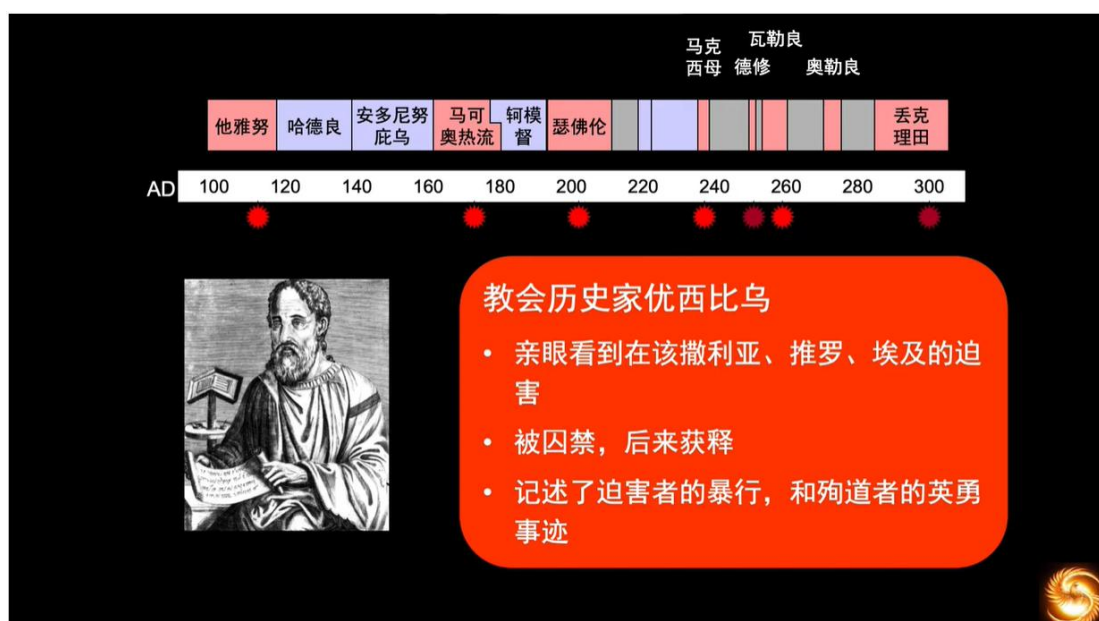 瓦勒良
马克
西母
德修
奥勒良
他雅努
哈德良
安多尼努
庇乌
马可
奥热流
轲模
督
瑟佛伦
丢克
理田
AD 100 120 140 160 180 200 220 240 260 280 300
教会历史家优西比乌
• 亲眼看到在该撒利亚、推罗、埃及的迫
害
• 被囚禁，后来获释
• 记述了迫害者的暴行，和殉道者的英勇
事迹